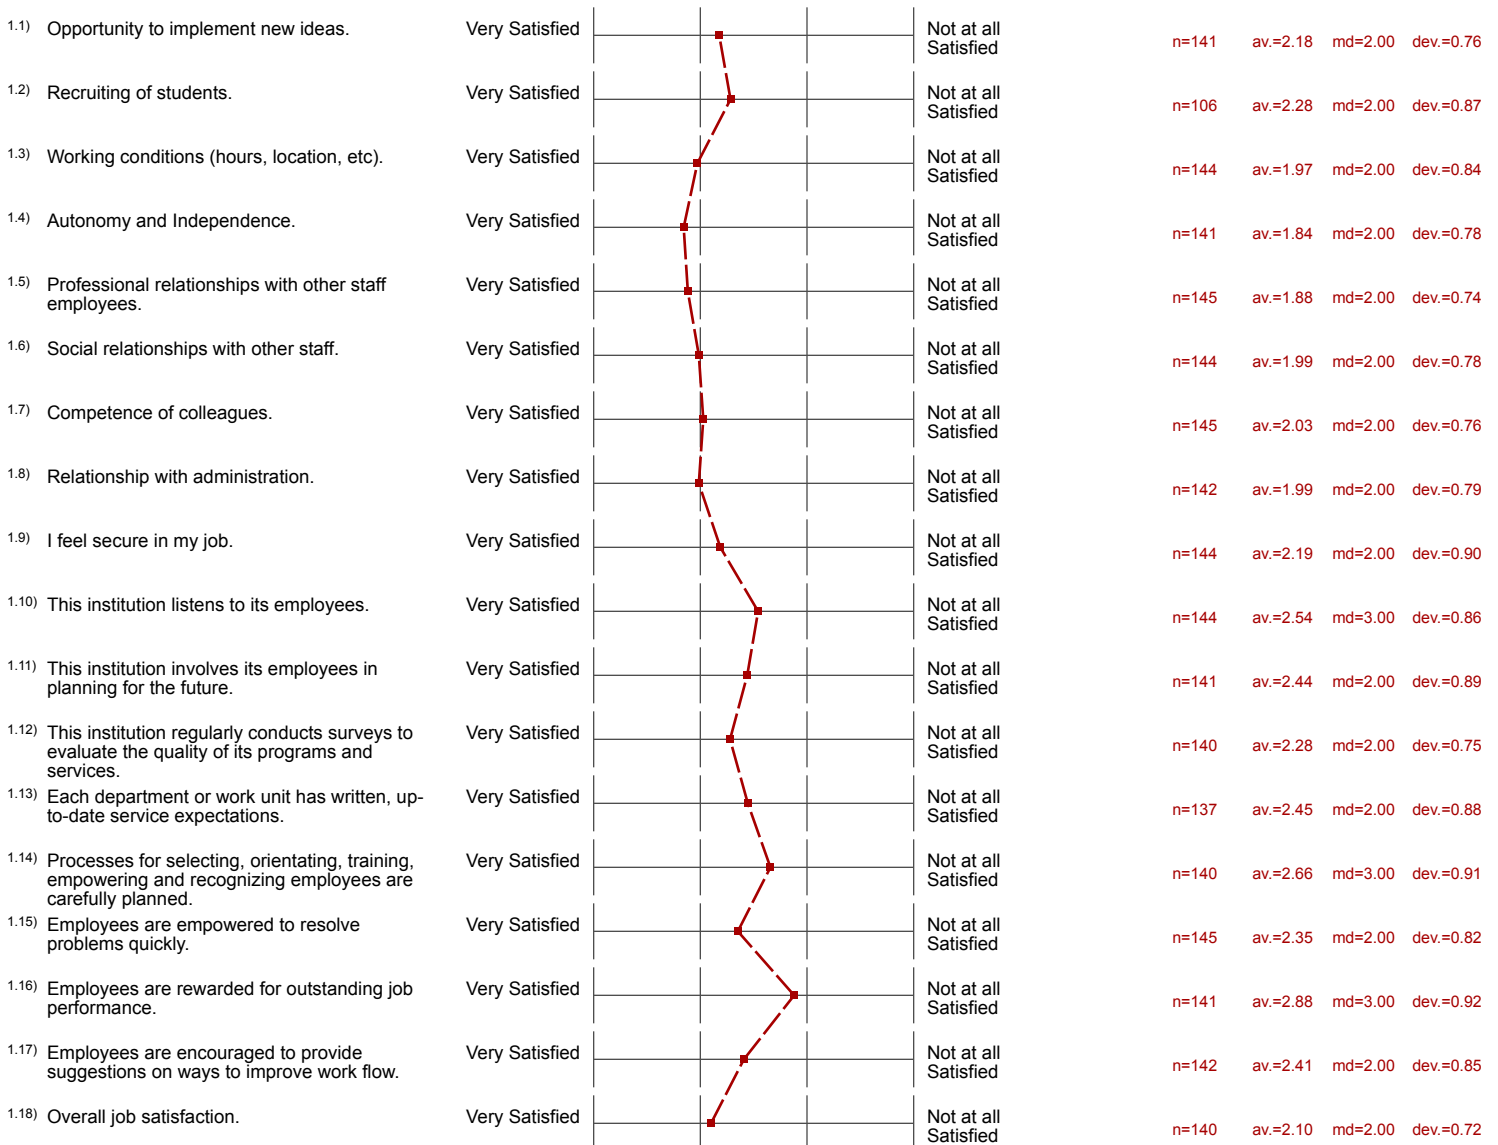 1.1) Opportunity to implement new ideas. Very Satisfied Not at all
Satisfied
n=141 av.=2.18 md=2.00 dev.=0.76
1.2) Recruiting of students. Very Satisfied Not at all
Satisfied
n=106 av.=2.28 md=2.00 dev.=0.87
1.3) Working conditions (hours, location, etc). Very Satisfied Not at all
Satisfied
n=144 av.=1.97 md=2.00 dev.=0.84
1.4) Autonomy and Independence. Very Satisfied Not at all
Satisfied
n=141 av.=1.84 md=2.00 dev.=0.78
1.5) Professional relationships with other staff Very Satisfied Not at all
employees. Satisfied
n=145 av.=1.88 md=2.00 dev.=0.74
1.6) Social relationships with other staff. Very Satisfied Not at all
Satisfied
n=144 av.=1.99 md=2.00 dev.=0.78
1.7) Competence of colleagues. Very Satisfied Not at all
Satisfied
n=145 av.=2.03 md=2.00 dev.=0.76
1.8) Relationship with administration. Very Satisfied Not at all
Satisfied
n=142 av.=1.99 md=2.00 dev.=0.79
1.9) I feel secure in my job. Very Satisfied Not at all
Satisfied
n=144 av.=2.19 md=2.00 dev.=0.90
1.10) This institution listens to its employees. Very Satisfied Not at all
Satisfied
n=144 av.=2.54 md=3.00 dev.=0.86
1.11) This institution involves its employees in Very Satisfied Not at all
planning for the future. Satisfied
n=141 av.=2.44 md=2.00 dev.=0.89
1.12) This institution regularly conducts surveys to Very Satisfied Not at all
evaluate the quality of its programs and Satisfied
services.
n=140 av.=2.28 md=2.00 dev.=0.75
1.13) Each department or work unit has written, up- Very Satisfied Not at all
to-date service expectations. Satisfied
n=137 av.=2.45 md=2.00 dev.=0.88
1.14) Processes for selecting, orientating, training, Very Satisfied Not at all
empowering and recognizing employees are Satisfied
carefully planned.
n=140 av.=2.66 md=3.00 dev.=0.91
1.15) Employees are empowered to resolve Very Satisfied Not at all
problems quickly. Satisfied
n=145 av.=2.35 md=2.00 dev.=0.82
1.16) Employees are rewarded for outstanding job Very Satisfied Not at all
performance. Satisfied
n=141 av.=2.88 md=3.00 dev.=0.92
1.17) Employees are encouraged to provide Very Satisfied Not at all
suggestions on ways to improve work flow. Satisfied
n=142 av.=2.41 md=2.00 dev.=0.85
1.18) Overall job satisfaction. Very Satisfied Not at all
Satisfied
n=140 av.=2.10 md=2.00 dev.=0.72